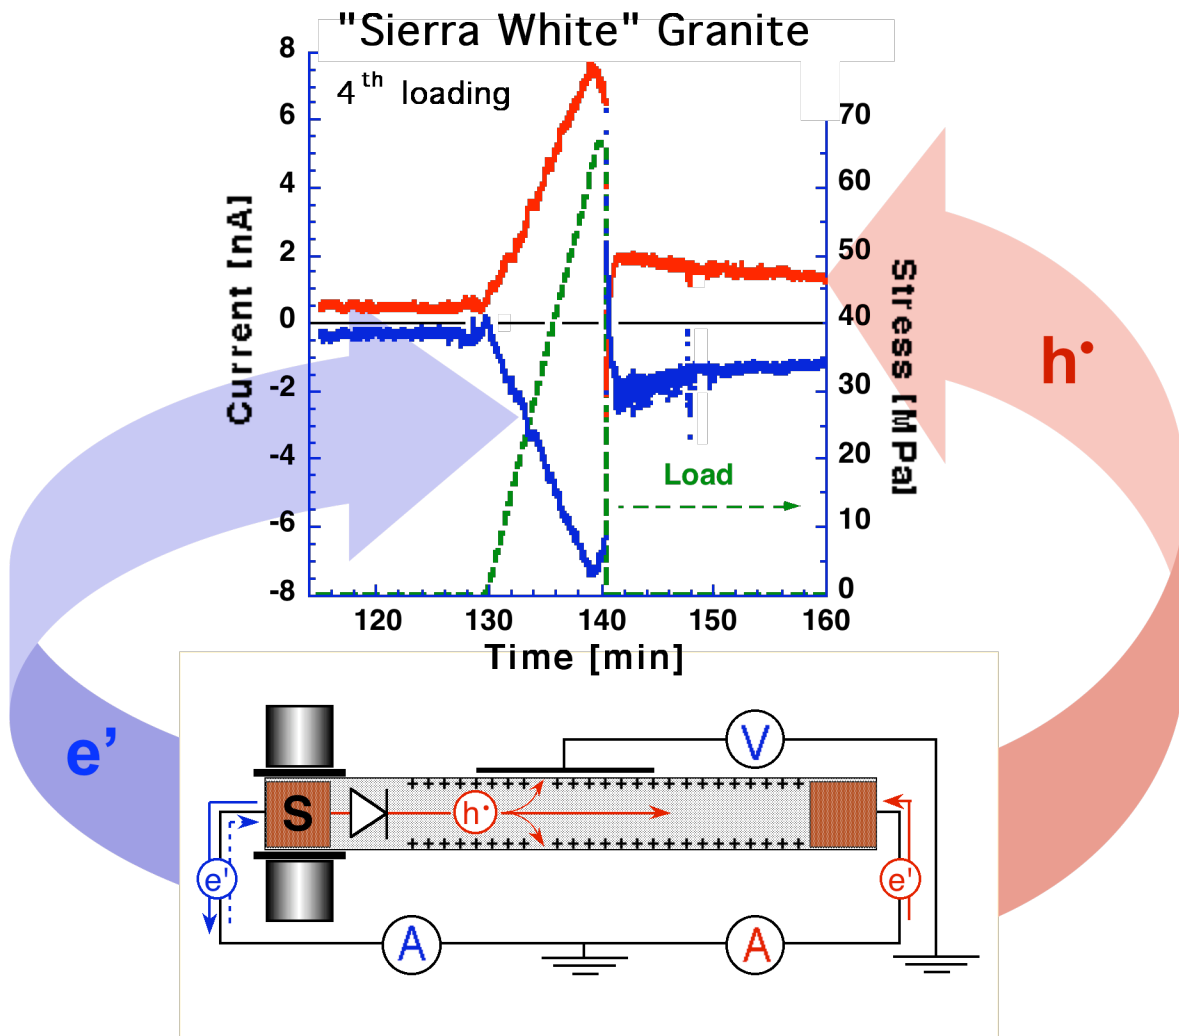 "Sierra White" Granite
4th loading
8
6
4
2
0
-2
-4
-6
-8
Current [nA]
70
60
50
40
30
20
10
0
Stress [MPa]
Load
120 130 140 150 160
Time [min]
h•
e’
V
S
h•
e'
e'
A
A